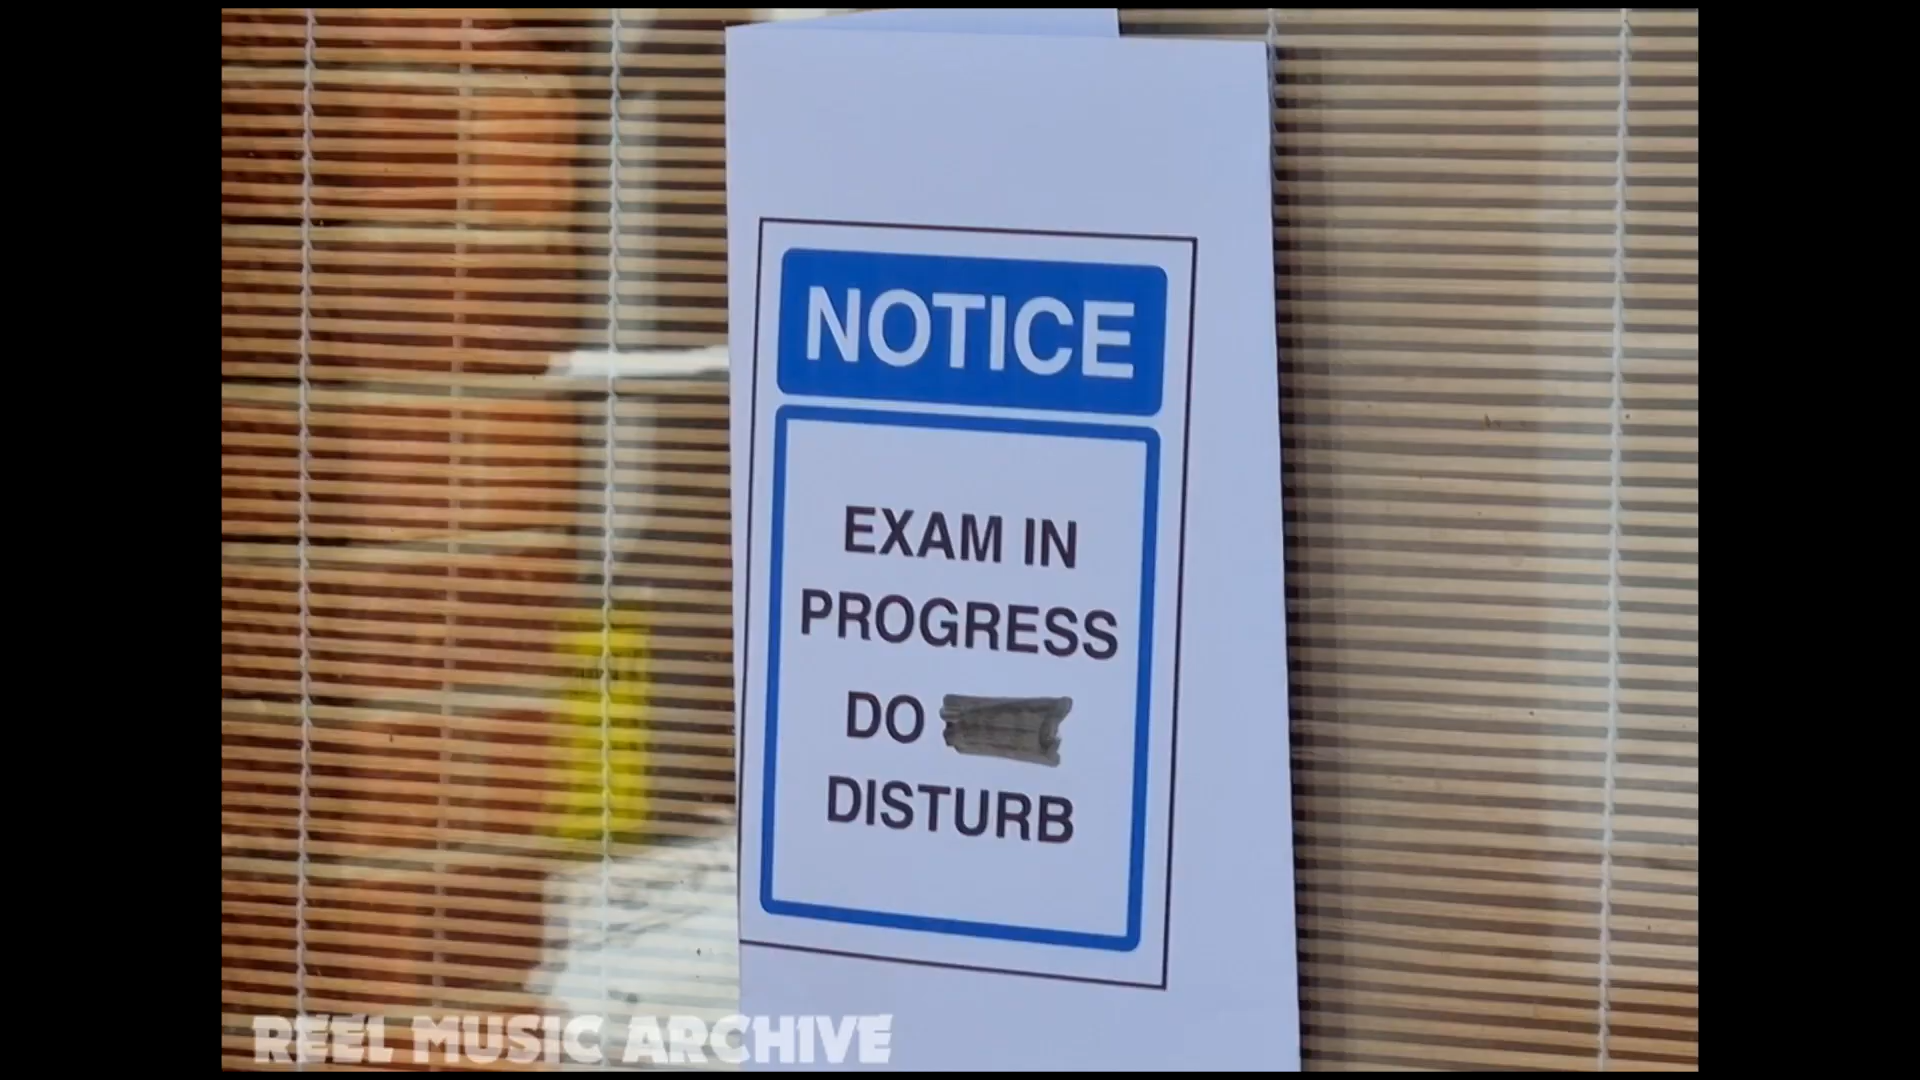 NOTICE
EXAM IN
PROGRESS
DO
DISTURB
REEL MUSIC ARCHIVE